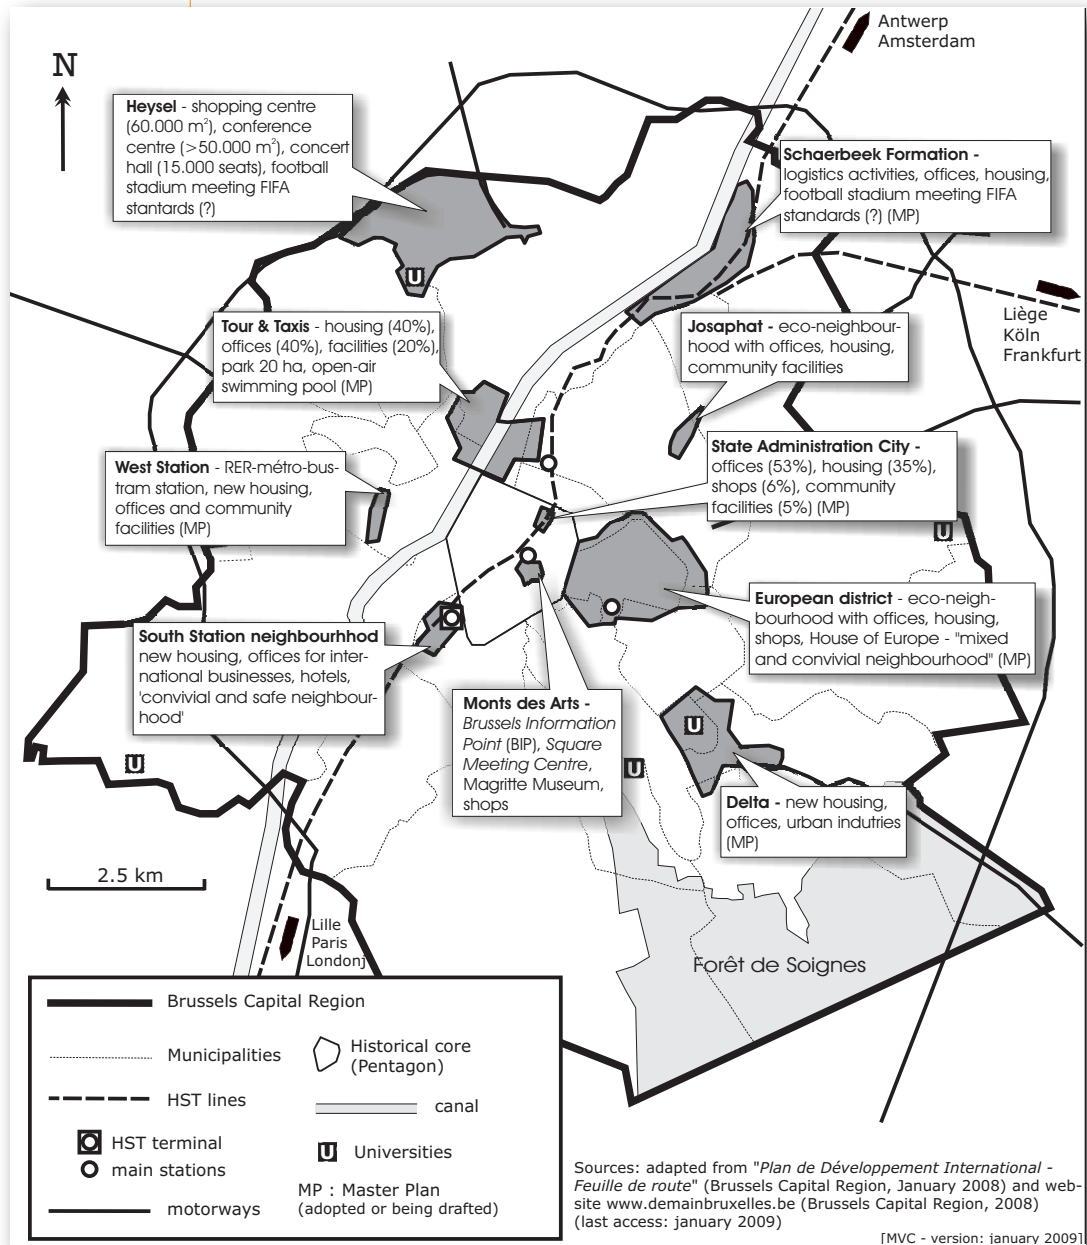 Antwerp
Amsterdam
N
Heysel - shopping centre
(60.000 m²), conference
centre (>50.000 m²), concert
hall (15.000 seats), football
stadium meeting FIFA
stantards (?)
Schaerbeek Formation -
logistics activities, offices, housing,
football stadium meeting FIFA
standards (?) (MP)
U
Liège
Köln
Frankfurt
Tour & Taxis - housing (40%),
offices (40%), facilities (20%),
park 20 ha, open-air
swimming pool (MP)
Josaphat - eco-neighbour-
hood with offices, housing,
community facilities
State Administration City -
offices (53%), housing (35%),
shops (6%), community
facilities (5%) (MP)
West Station - RER-métro-bus-
tram station, new housing,
offices and community
facilities (MP)
U
European district - eco-neigh-
bourhood with offices, housing,
shops, House of Europe - "mixed
and convivial neighbourhood" (MP)
South Station neighbourhhod
new housing, offices for inter-
national businesses, hotels,
'convivial and safe neighbour-
hood'
Monts des Arts -
Brussels Information
Point (BIP), Square
Meeting Centre,
Magritte Museum,
shops
U
U
U
Delta - new housing,
offices, urban indutries
(MP)
2.5 km
Lille
Paris
Londonj
Forêt de Soignes
Brussels Capital Region
Municipalities
Historical core
(Pentagon)
HST lines
canal
HST terminal
main stations
U Universities
motorways
MP : Master Plan
(adopted or being drafted)
Sources: adapted from "Plan de Développement International -
Feuille de route" (Brussels Capital Region, January 2008) and web-
site www.demainbruxelles.be (Brussels Capital Region, 2008)
(last access: january 2009)
[MVC - version: january 2009]